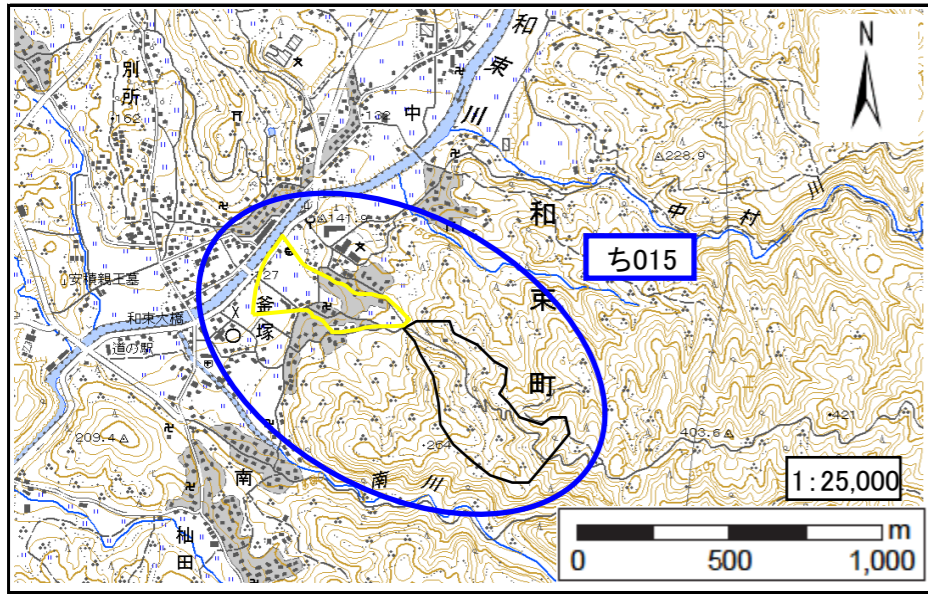 和
束
川
N
別
所
・162
・132
中
△228.9
中村川
和
束
町
ち015
△141.9
・127
安積親王墓
釜
塚
和束大橋
道の駅
209.4△
・264
・421
403.6△
南
南
川
杣
田
1:25,000
m
0 500 1,000